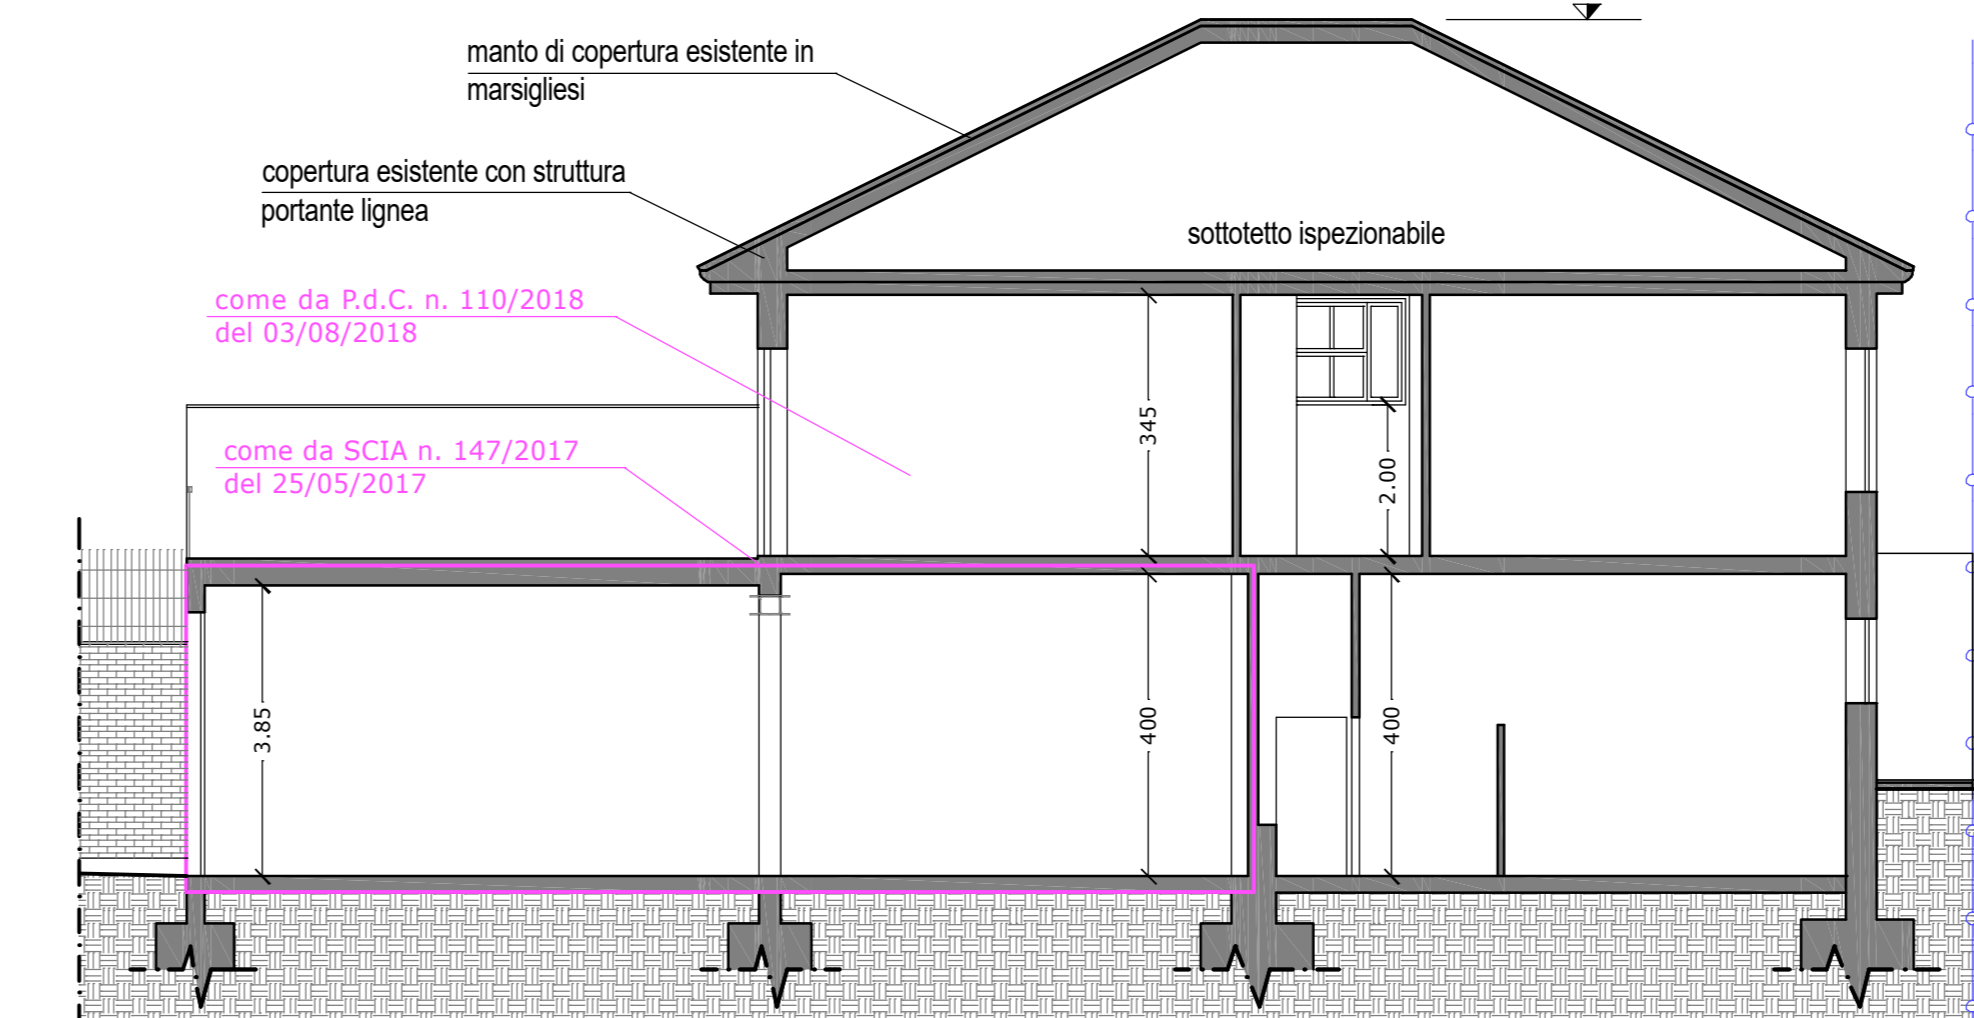 manto di copertura esistente in
marsigliesi
copertura esistente con struttura
portante lignea
sottotetto ispezionabile
come da P.d.C. n. 110/2018
del 03/08/2018
come da SCIA n. 147/2017
del 25/05/2017
345
2.00
3.85
400
400